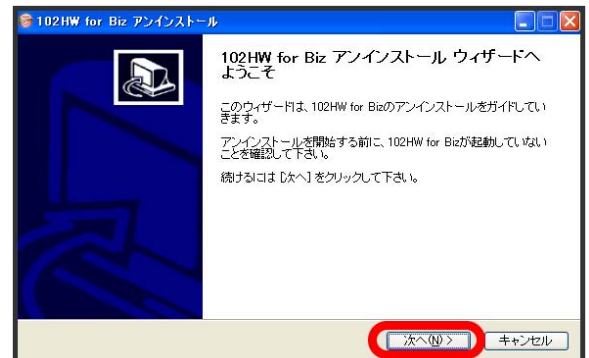 102HW for Biz アンインストール
102HW for Biz アンインストール ウィザードへ
ようこそ
このウィザードは、102HW for Bizのアンインストールをガイドしてい
きます。
アンインストールを開始する前に、102HW for Bizが起動していない
ことを確認して下さい。
続けるには [次へ] をクリックして下さい。
次へ(N) >
キャンセル